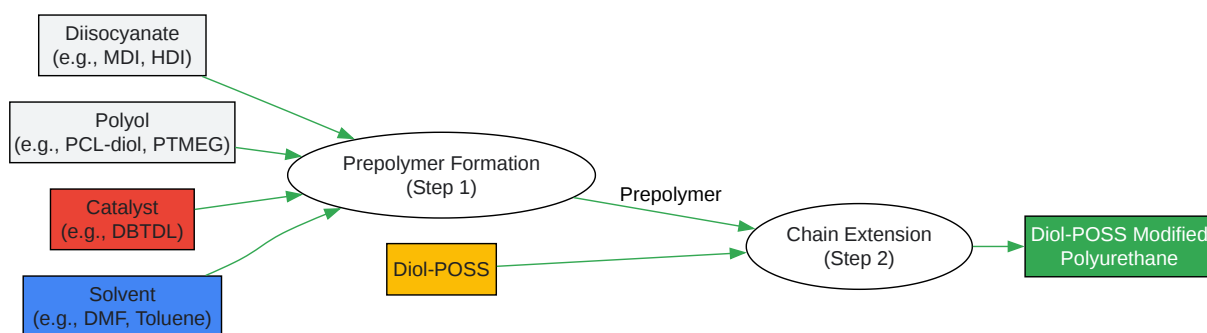 Diisocyanate
(e.g., MDI, HDI)
Polyol
(e.g., PCL-diol, PTMEG)
Catalyst
(e.g., DBTDL)
Solvent
(e.g., DMF, Toluene)
Prepolymer Formation
(Step 1)
Prepolymer
Diol-POSS
Chain Extension
(Step 2)
Diol-POSS Modified
Polyurethane